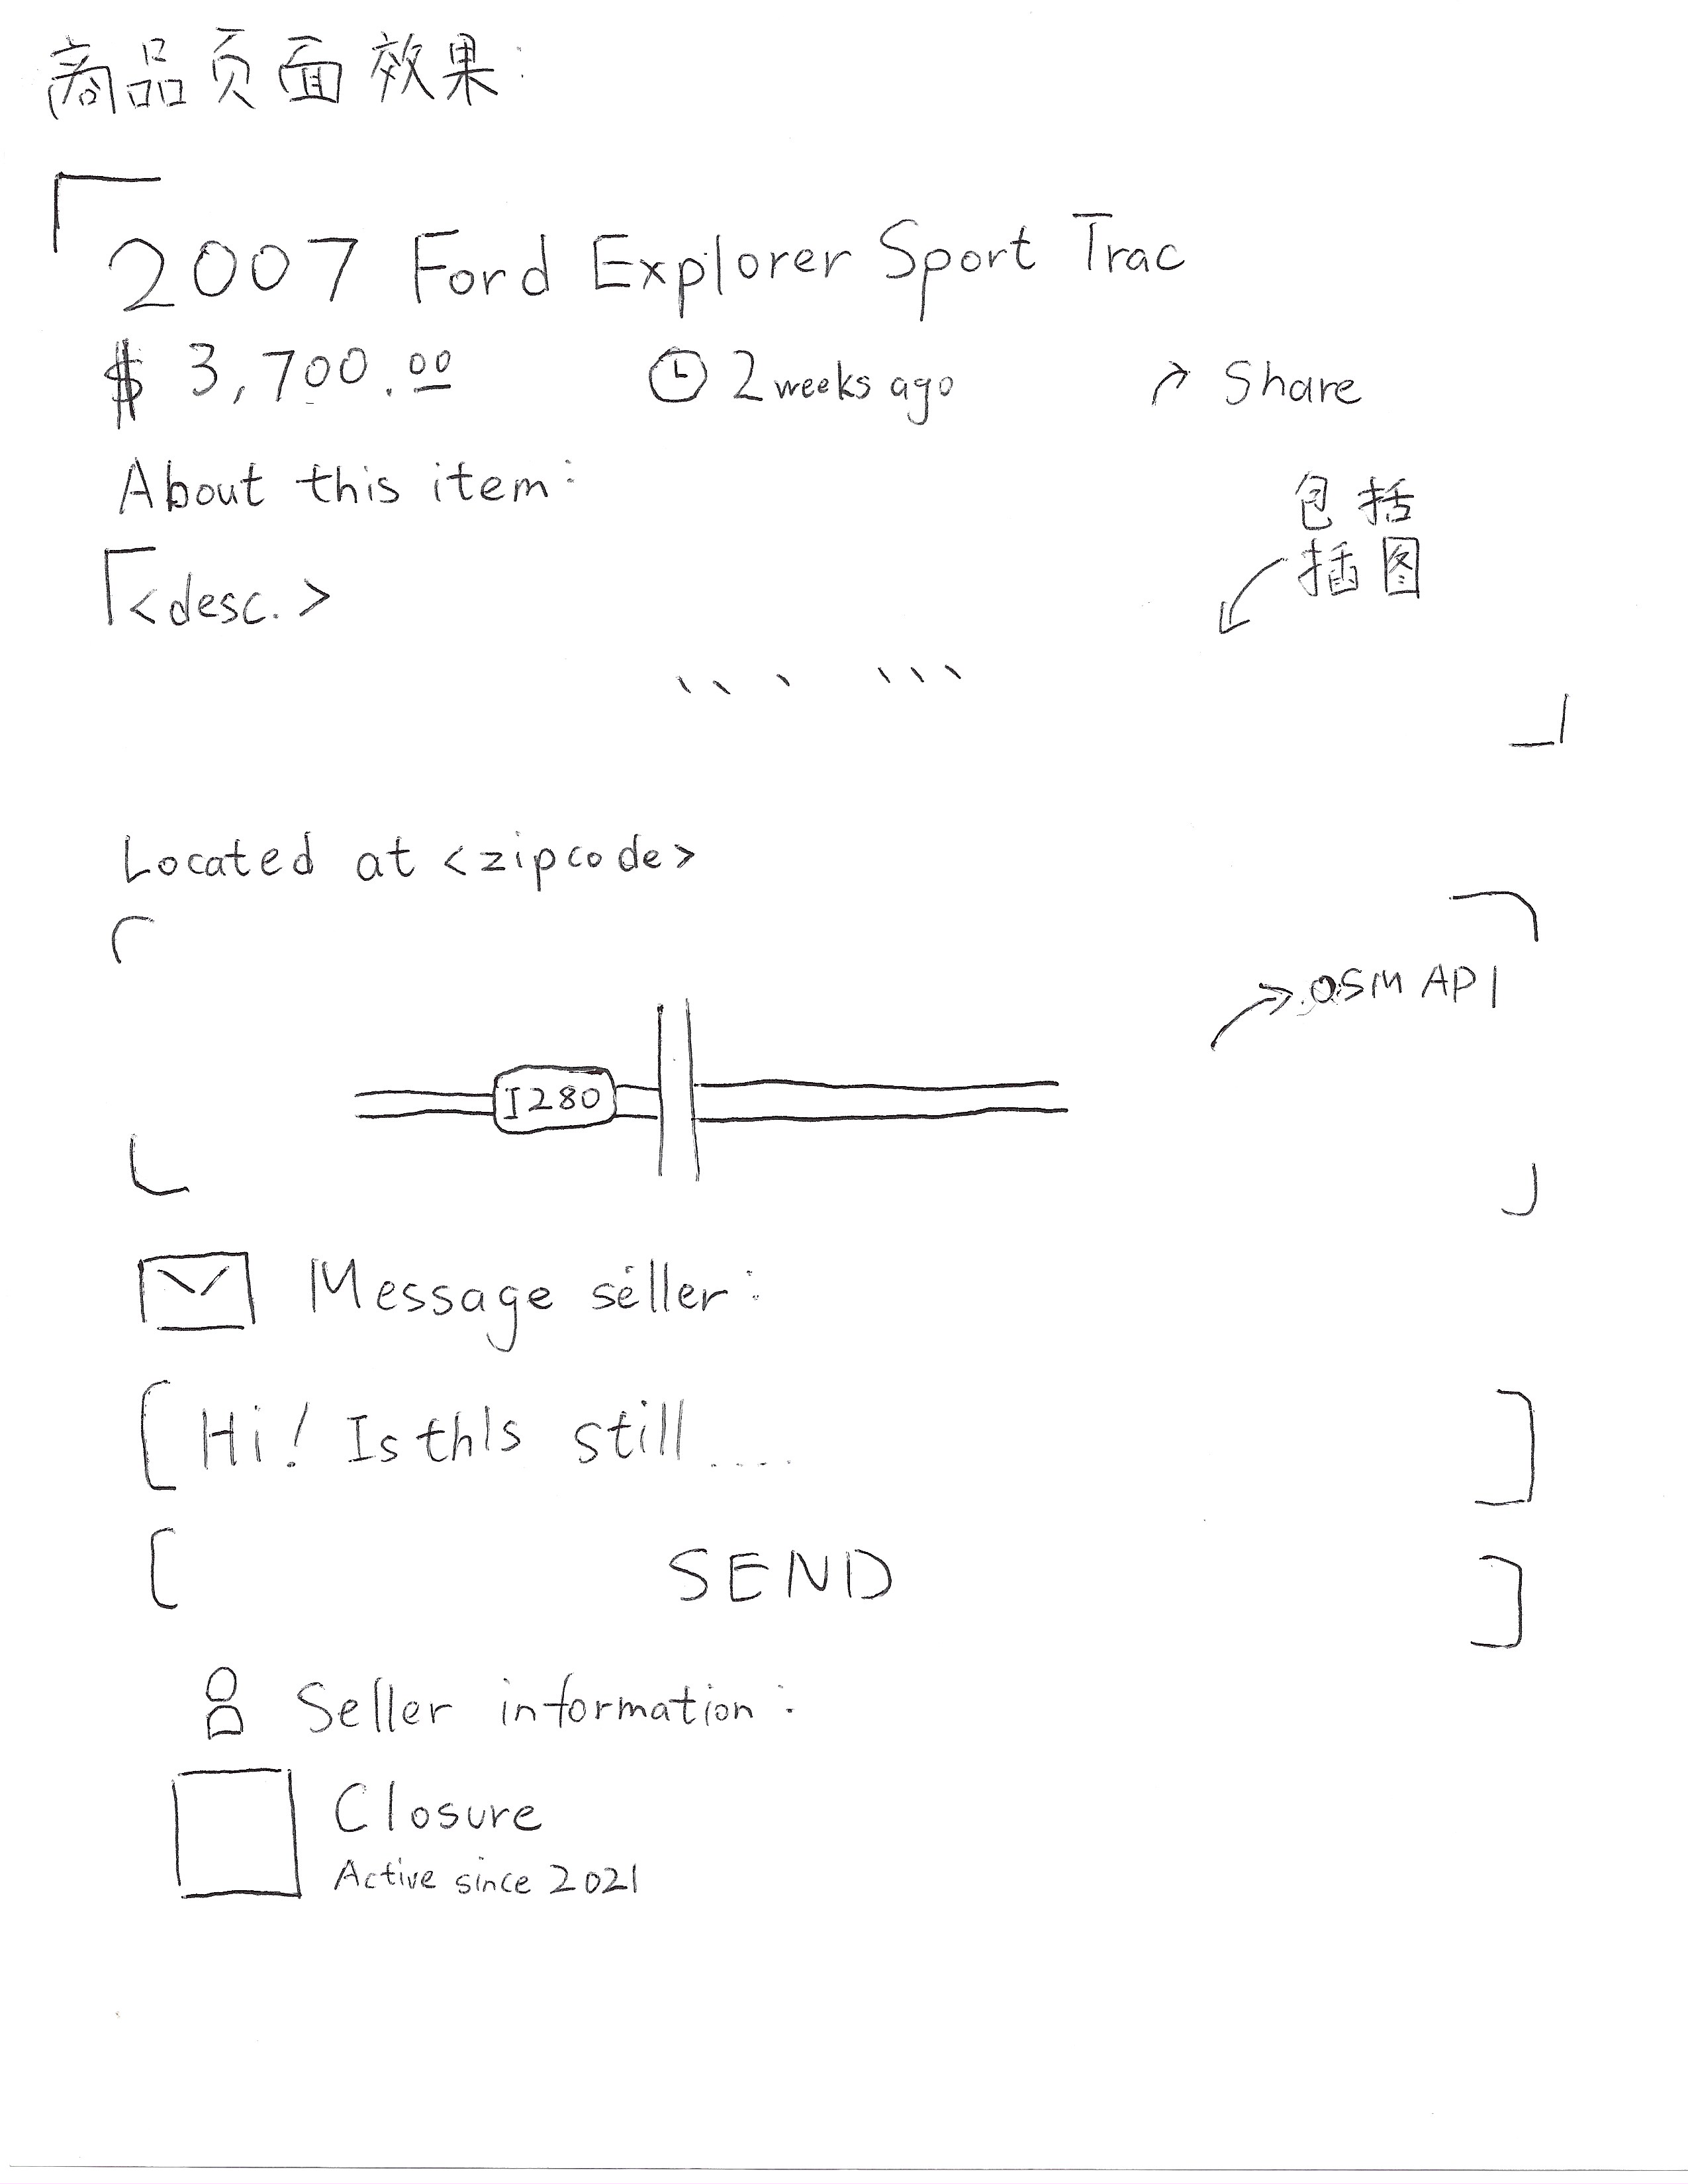 商品页面效果:
2007 Ford Explorer Sport Trac
$ 3,700.00
2 weeks ago
Share
About this item:
包括
插图
<desc.>
Located at <zipcode>
OSM API
I280
Message seller:
Hi! Is this still ....
SEND
Seller information:
Closure
Active since 2021